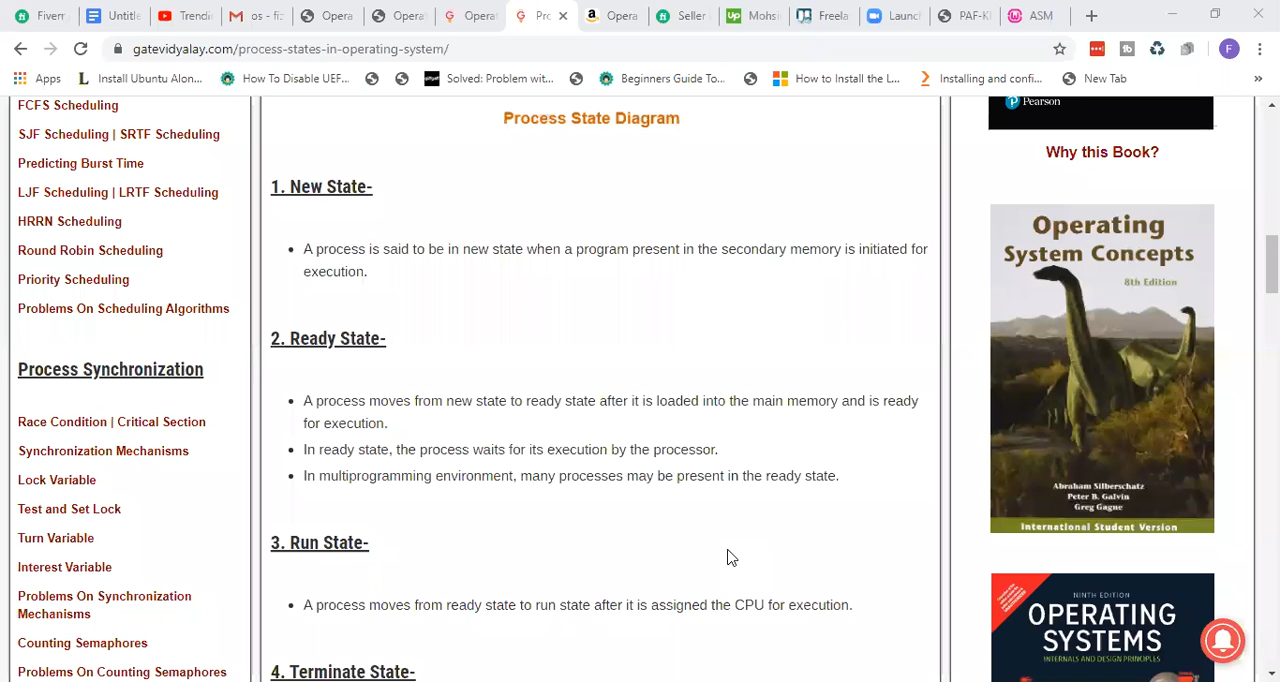 Fiverr
Untitle
Trendin
os - fiz
Opera
Operat
Operat
Pro
Opera
Seller
Mohsi
Freela
Launc
PAF-KI
ASM
gatevidyalay.com/process-states-in-operating-system/
F
Apps
Install Ubuntu Alon...
How To Disable UEF...
Solved: Problem wit...
Beginners Guide To...
How to Install the L...
Installing and confi...
New Tab
»
FCFS Scheduling
SJF Scheduling | SRTF Scheduling
Predicting Burst Time
LJF Scheduling | LRTF Scheduling
HRRN Scheduling
Round Robin Scheduling
Priority Scheduling
Problems On Scheduling Algorithms
Process Synchronization
Race Condition | Critical Section
Synchronization Mechanisms
Lock Variable
Test and Set Lock
Turn Variable
Interest Variable
Problems On Synchronization
Mechanisms
Counting Semaphores
Problems On Counting Semaphores
Process State Diagram
1. New State-
• A process is said to be in new state when a program present in the secondary memory is initiated for
execution.
2. Ready State-
• A process moves from new state to ready state after it is loaded into the main memory and is ready
for execution.
• In ready state, the process waits for its execution by the processor.
• In multiprogramming environment, many processes may be present in the ready state.
3. Run State-
• A process moves from ready state to run state after it is assigned the CPU for execution.
4. Terminate State-
Pearson
Why this Book?
Operating
System Concepts
8th Edition
Abraham Silberschatz
Peter B. Galvin
Greg Gagne
International Student Version
NINTH EDITION
OPERATING
SYSTEMS
INTERNALS AND DESIGN PRINCIPLES